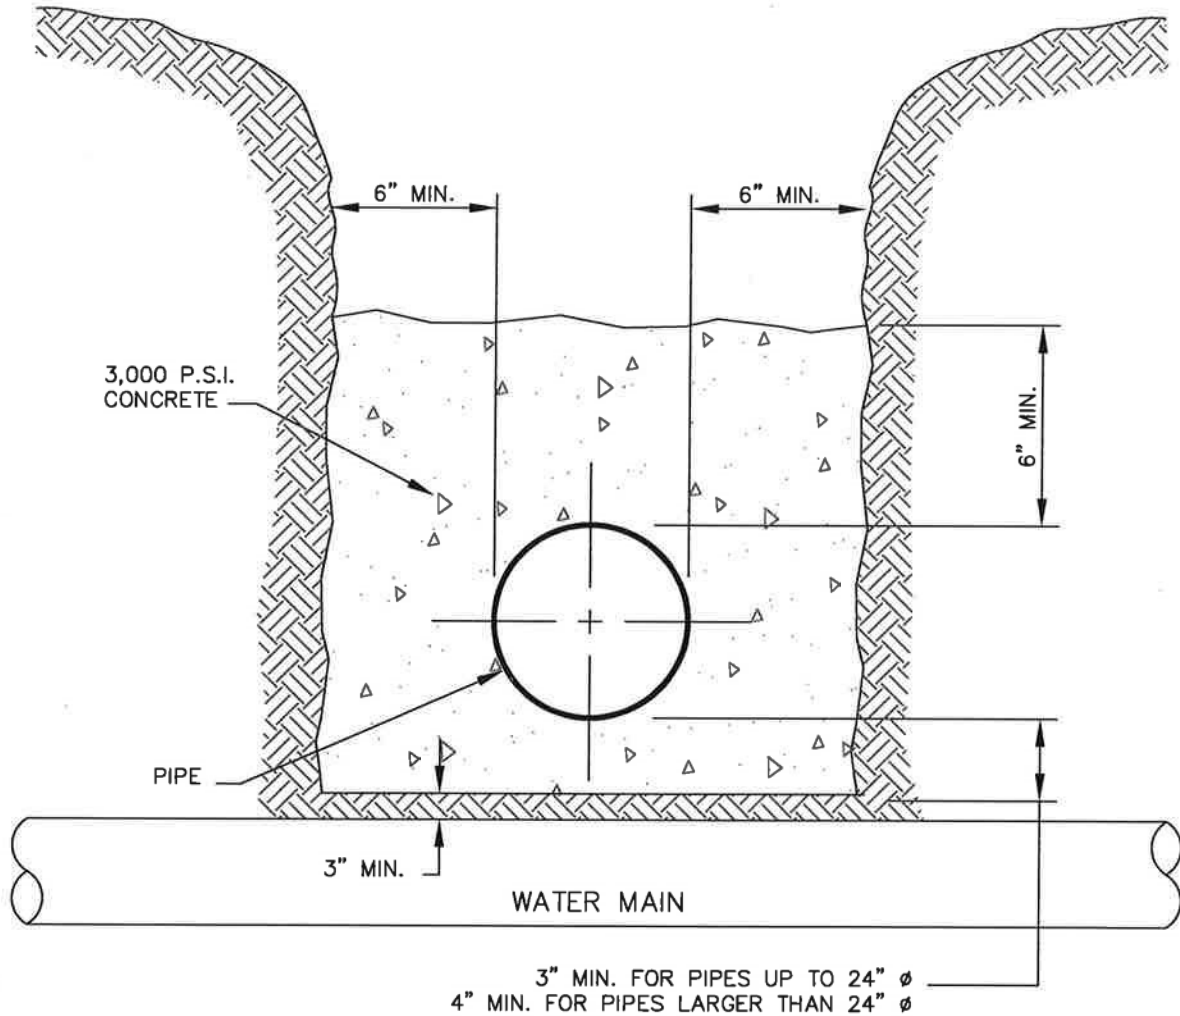 6" MIN.
6" MIN.
3,000 P.S.I.
CONCRETE
6" MIN.
PIPE
3" MIN.
WATER MAIN
3" MIN. FOR PIPES UP TO 24" ø
4" MIN. FOR PIPES LARGER THAN 24" ø